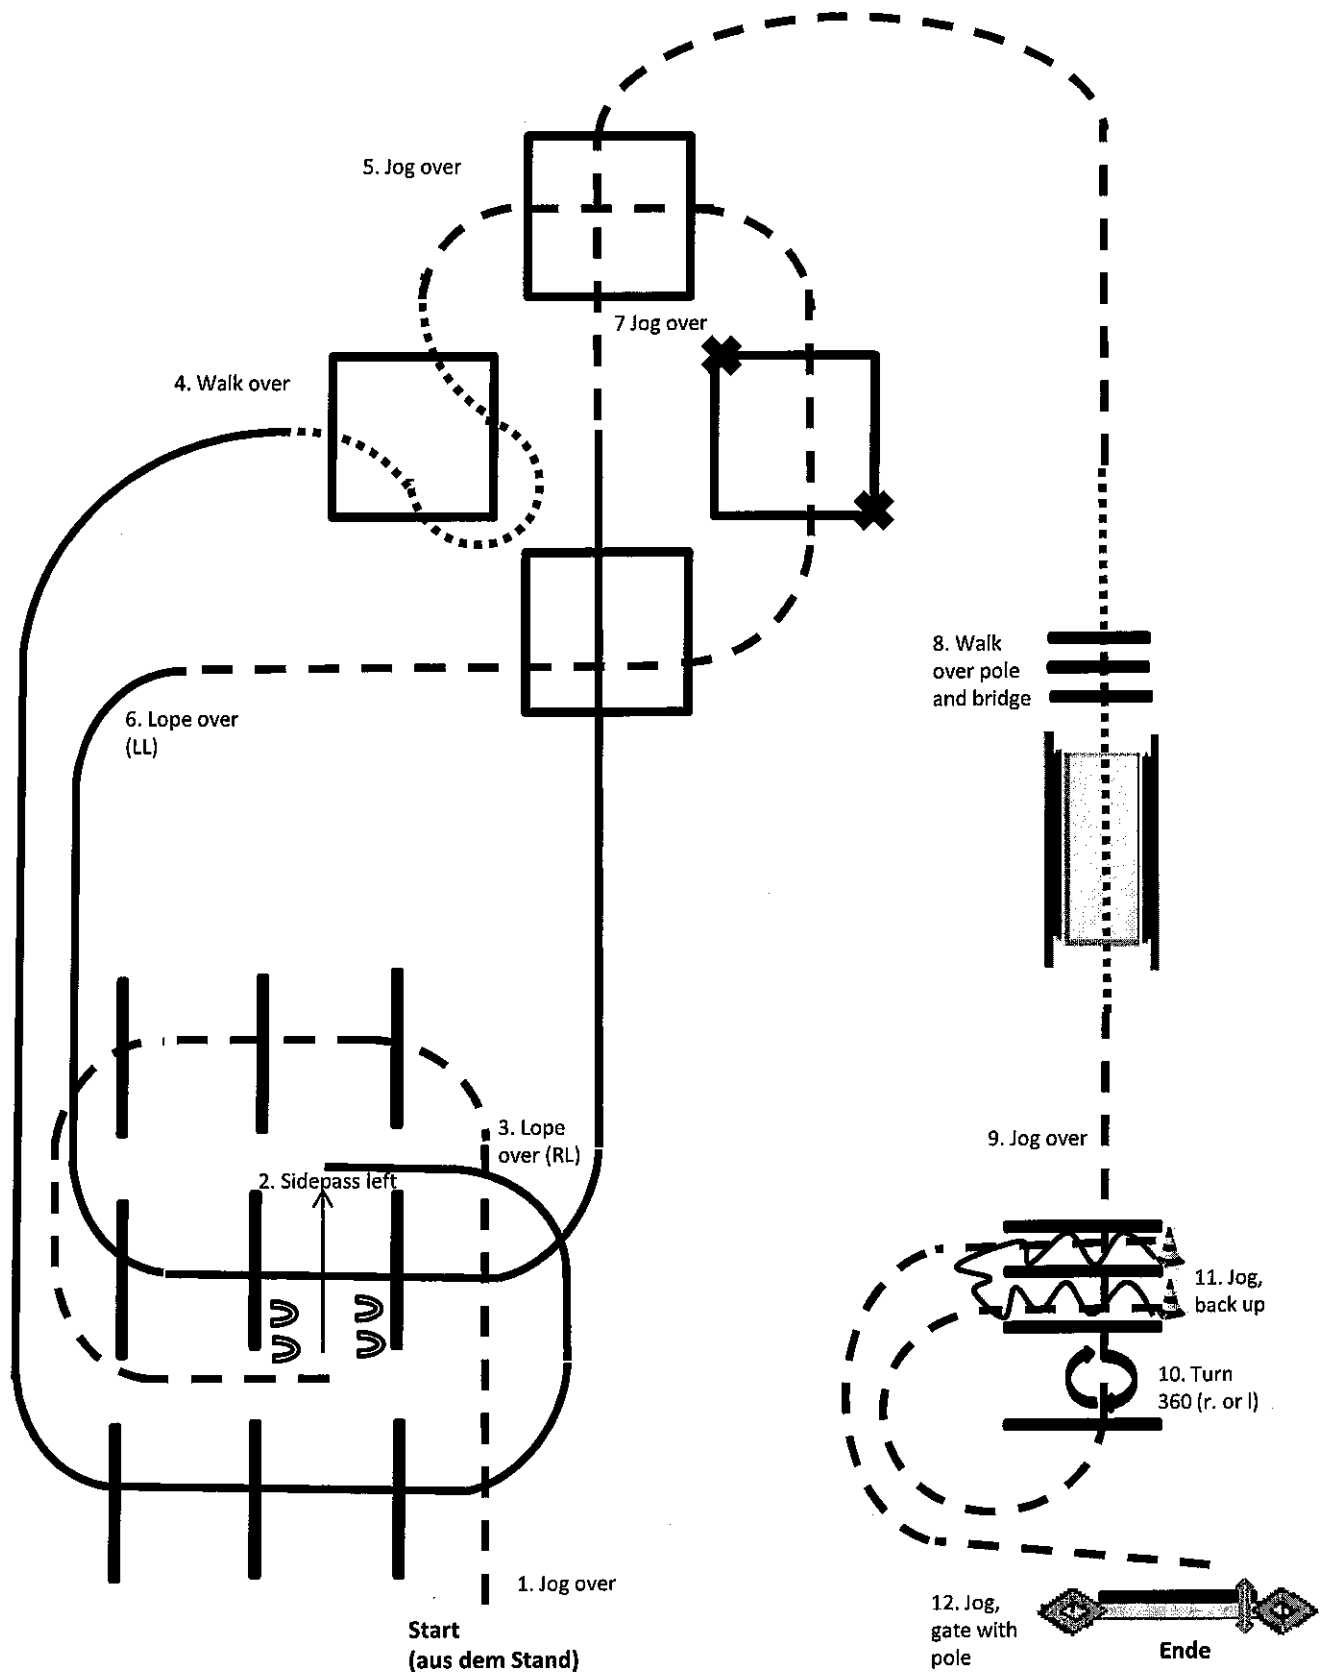 5. Jog over
7 Jog over
4. Walk over
8. Walk
over pole
and bridge
6. Lope over
(LL)
3. Lope
over (RL)
9. Jog over
2. Sidepass left
11. Jog,
back up
10. Turn
360 (r. or l)
1. Jog over
12. Jog,
gate with
pole
Start
(aus dem Stand)
Ende